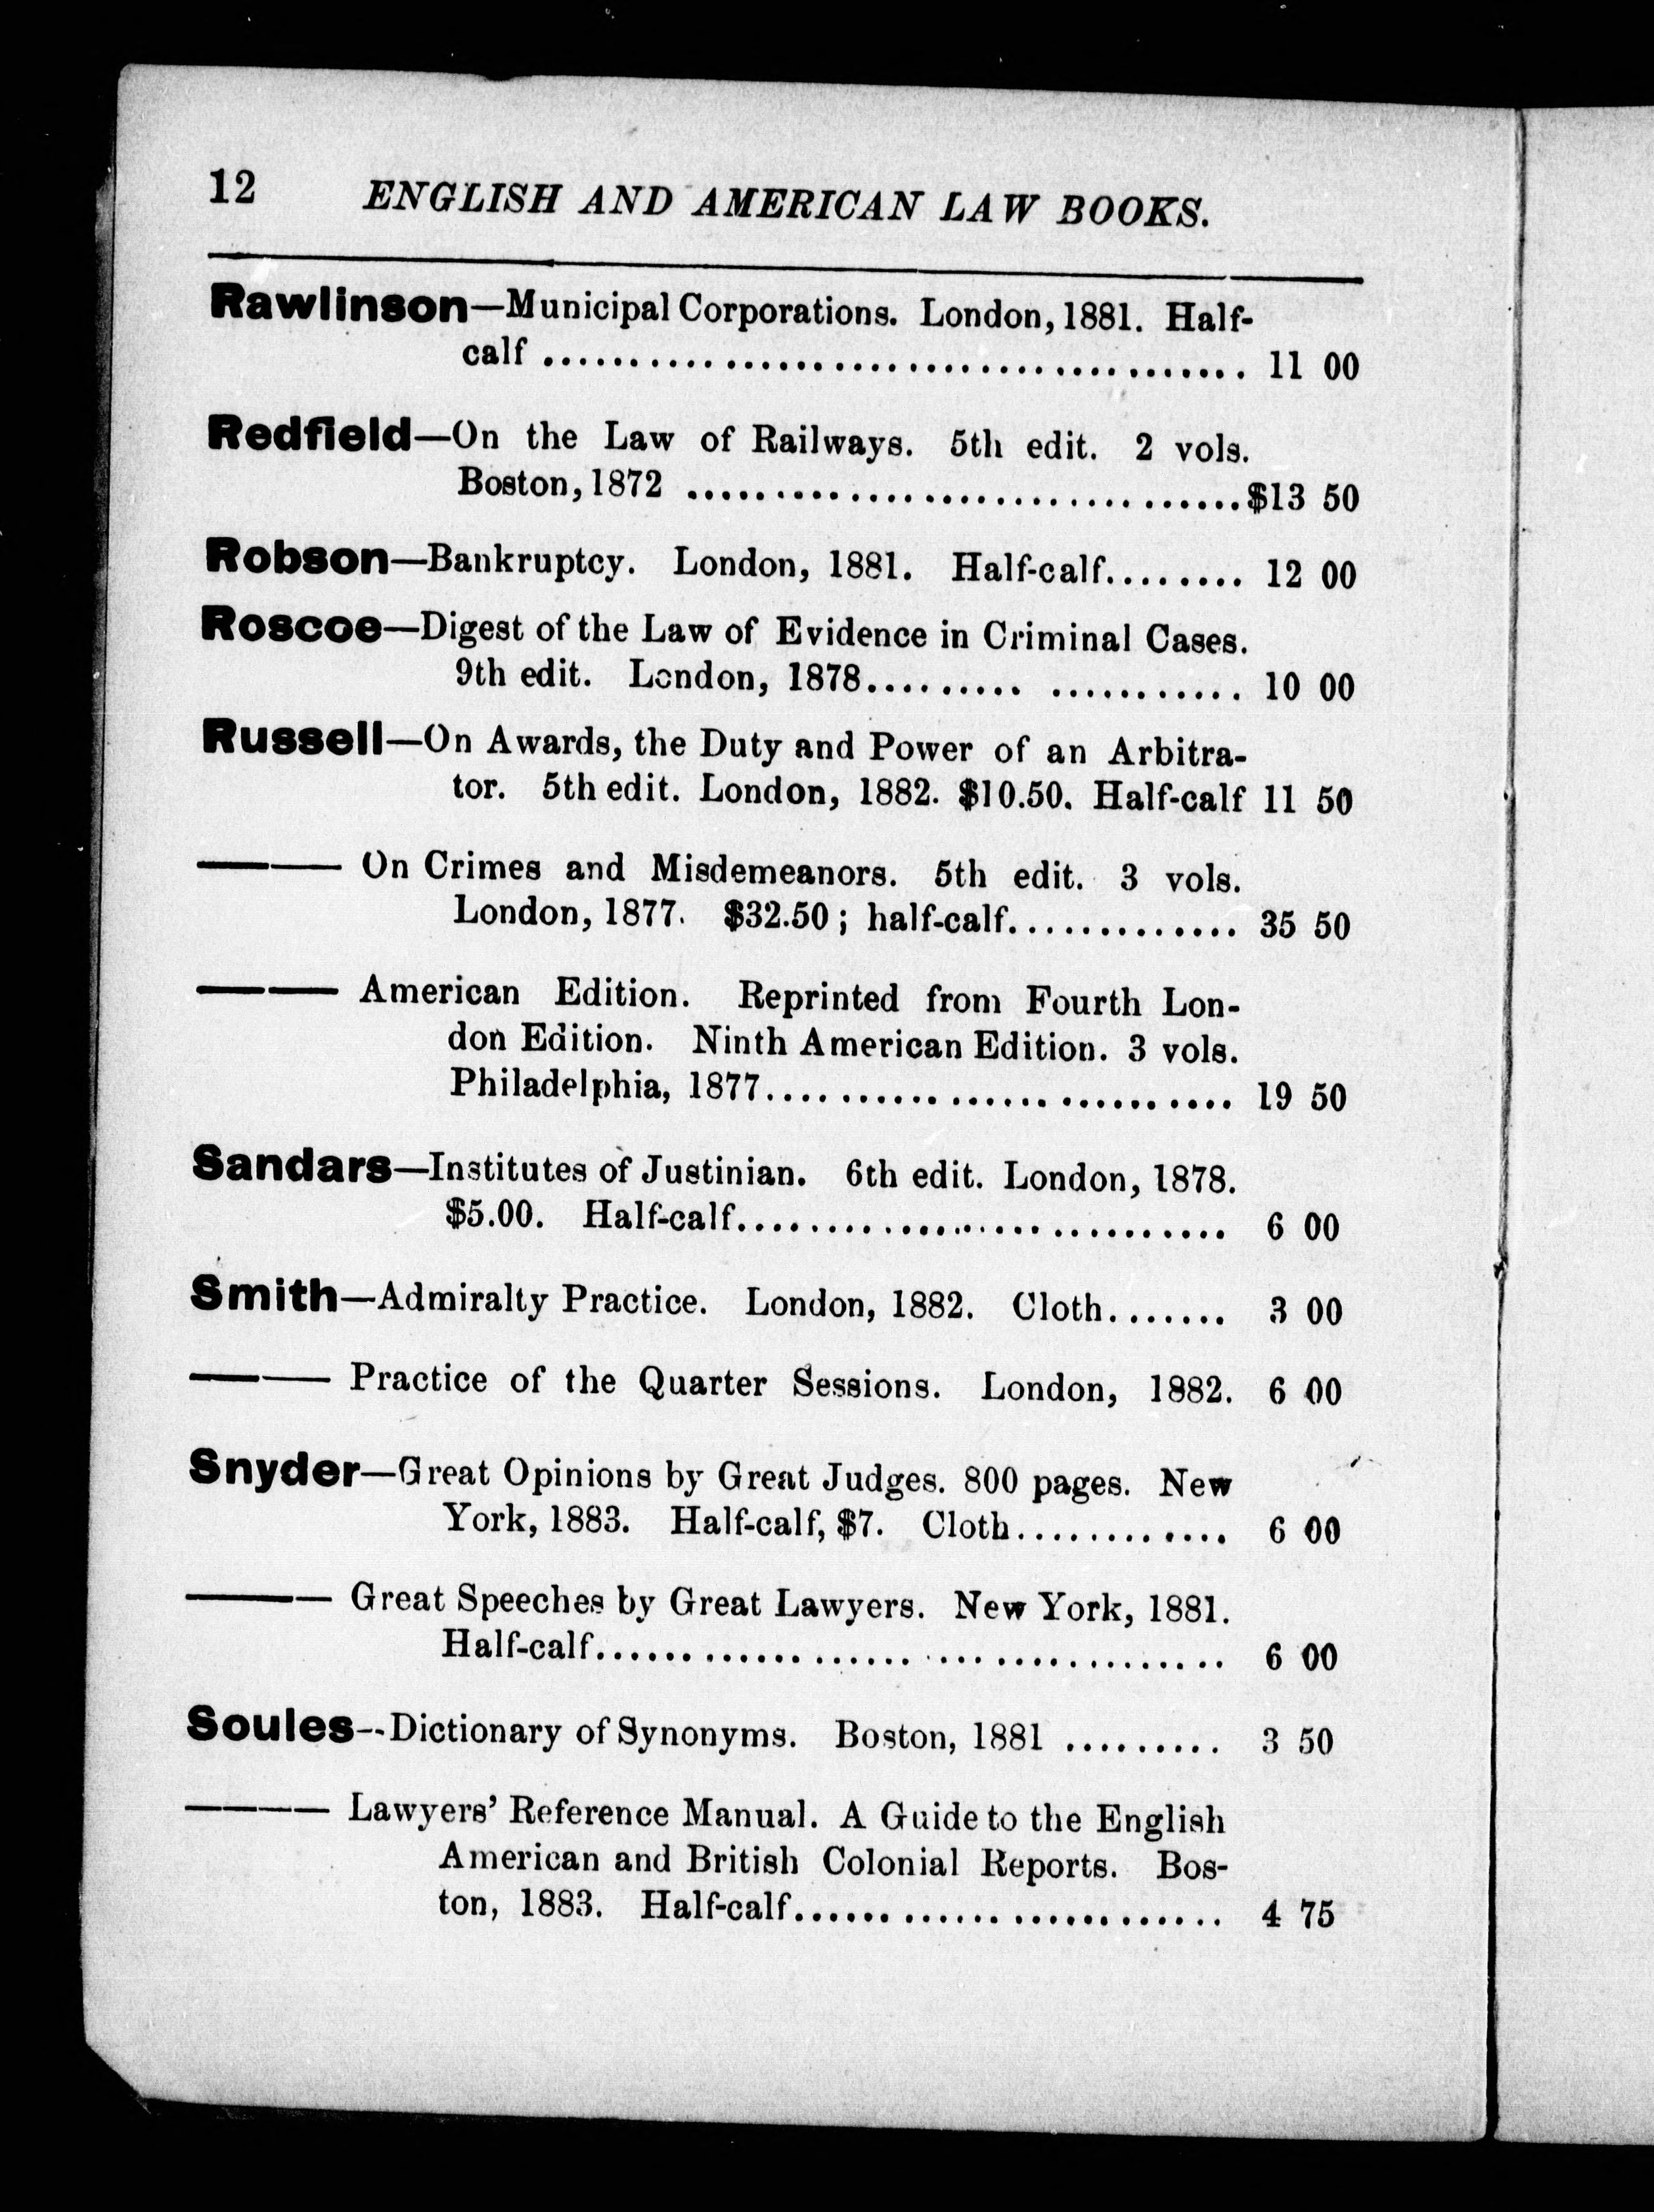 12 ENGLISH AND AMERICAN LAW BOOKS.
Rawlinson—Municipal Corporations. London, 1881. Half-
calf ........................................ 11 00
Redfield—On the Law of Railways. 5th edit. 2 vols.
Boston, 1872 ................................$13 50
Robson—Bankruptcy. London, 1881. Half-calf........ 12 00
Roscoe—Digest of the Law of Evidence in Criminal Cases.
9th edit. London, 1878......... ........... 10 00
Russell—On Awards, the Duty and Power of an Arbitra-
tor. 5th edit. London, 1882. $10.50. Half-calf 11 50
—— On Crimes and Misdemeanors. 5th edit. 3 vols.
London, 1877. $32.50; half-calf............. 35 50
—— American Edition. Reprinted from Fourth Lon-
don Edition. Ninth American Edition. 3 vols.
Philadelphia, 1877.......................... 19 50
Sandars—Institutes of Justinian. 6th edit. London, 1878.
$5.00. Half-calf............................ 6 00
Smith—Admiralty Practice. London, 1882. Cloth....... 3 00
—— Practice of the Quarter Sessions. London, 1882. 6 00
Snyder—Great Opinions by Great Judges. 800 pages. New
York, 1883. Half-calf, $7. Cloth............ 6 00
—— Great Speeches by Great Lawyers. New York, 1881.
Half-calf................................... 6 00
Soules--Dictionary of Synonyms. Boston, 1881 ......... 3 50
———— Lawyers' Reference Manual. A Guide to the English
American and British Colonial Reports. Bos-
ton, 1883. Half-calf........................ 4 75